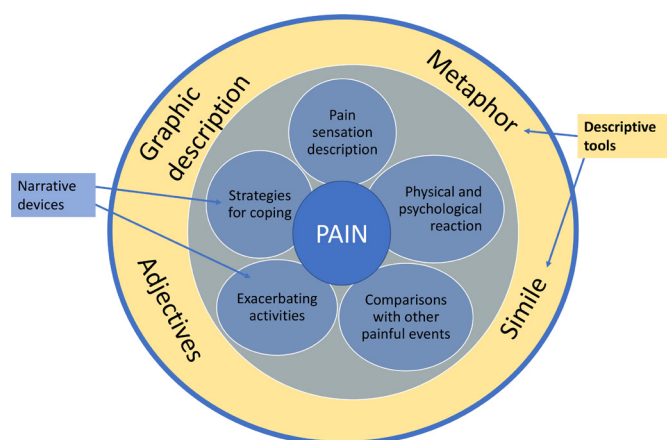 Graphic
description
Metaphor
Pain
sensation
description
Descriptive
tools
Narrative
devices
Strategies
for coping
Physical and
psychological
reaction
PAIN
Adjectives
Exacerbating
activities
Comparisons
with other
painful events
Simile